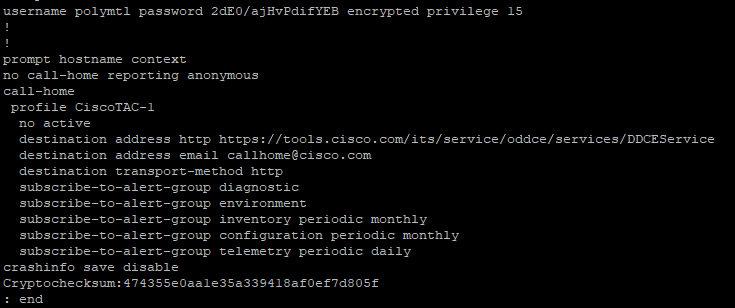 username polymtl password 2dE0/ajHvPdifYEB encrypted privilege 15
!
!
prompt hostname context
no call-home reporting anonymous
call-home
 profile CiscoTAC-1
  no active
  destination address http https://tools.cisco.com/its/service/oddce/services/DDCEService
  destination address email callhome@cisco.com
  destination transport-method http
  subscribe-to-alert-group diagnostic
  subscribe-to-alert-group environment
  subscribe-to-alert-group inventory periodic monthly
  subscribe-to-alert-group configuration periodic monthly
  subscribe-to-alert-group telemetry periodic daily
crashinfo save disable
Cryptochecksum:474355e0aa1e35a339418af0ef7d805f
: end